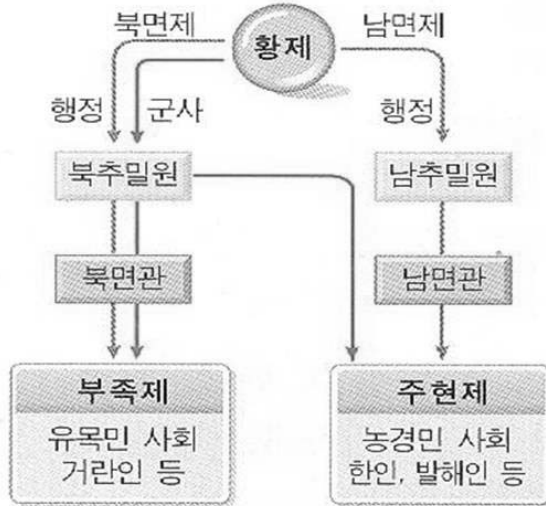 북면제
황제
남면제
행정
군사
행정
북추밀원
남추밀원
북면관
남면관
부족제
유목민 사회
거란인 등
주현제
농경민 사회
한인, 발해인 등